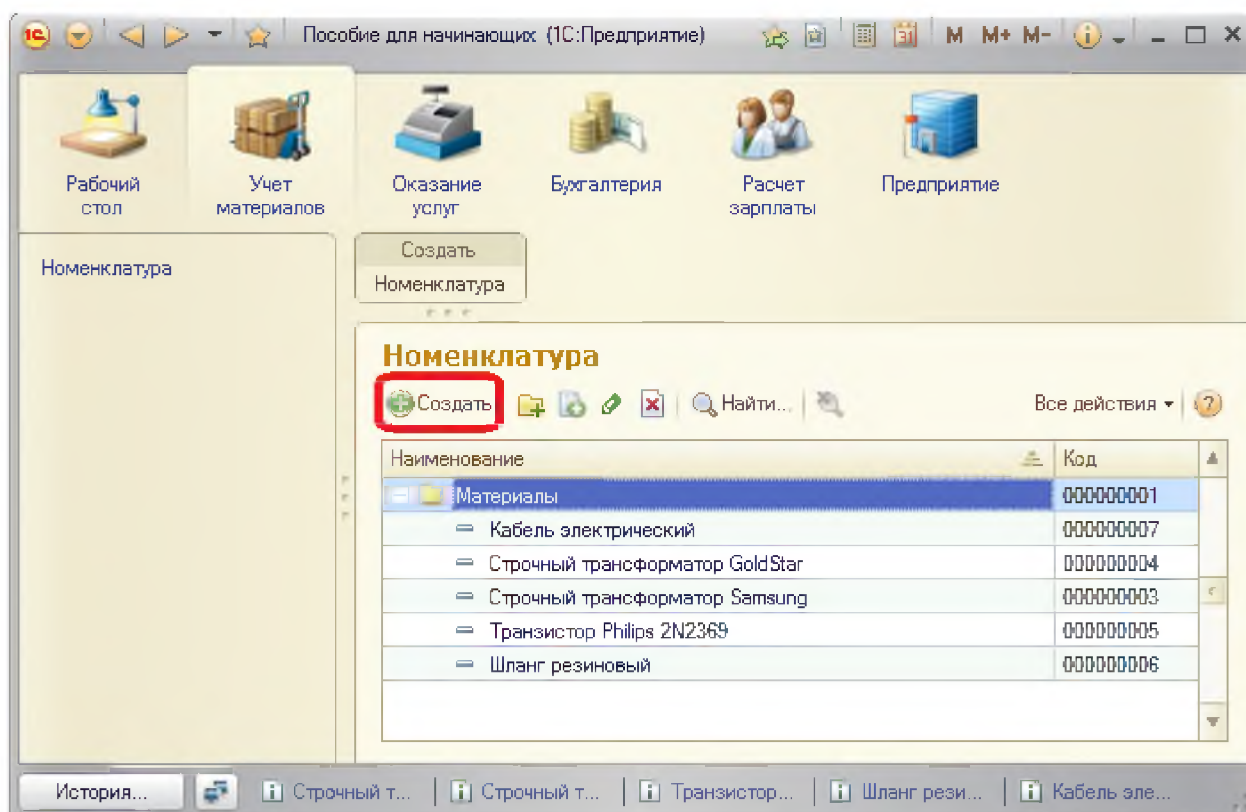 1С Пособие для начинающих (1С:Предприятие) 31 M M+ M-
Рабочий стол
Учет материалов
Оказание услуг
Бухгалтерия
Расчет зарплаты
Предприятие
Номенклатура
Создать
Номенклатура
Номенклатура
Создать Найти... Все действия ?
Наименование Код
Материалы 000000001
Кабель электрический 000000007
Строчный трансформатор GoldStar 000000004
Строчный трансформатор Samsung 000000003
Транзистор Philips 2N2369 000000005
Шланг резиновый 000000006
История... Строчный т... Строчный т... Транзистор... Шланг рези... Кабель эле...